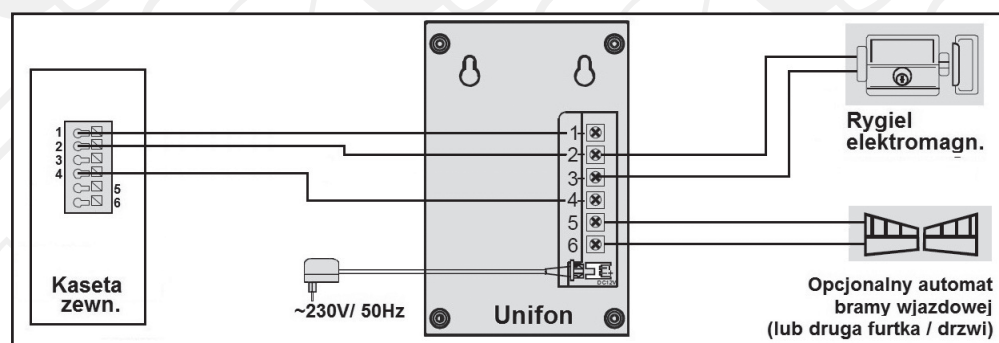 1
2
3
4
5
6
Kaseta
zewn.
~230V/ 50Hz
1
2
3
4
5
6
DC12V
Unifon
Rygiel
elektromagn.
Opcjonalny automat
bramy wjazdowej
(lub druga furtka / drzwi)